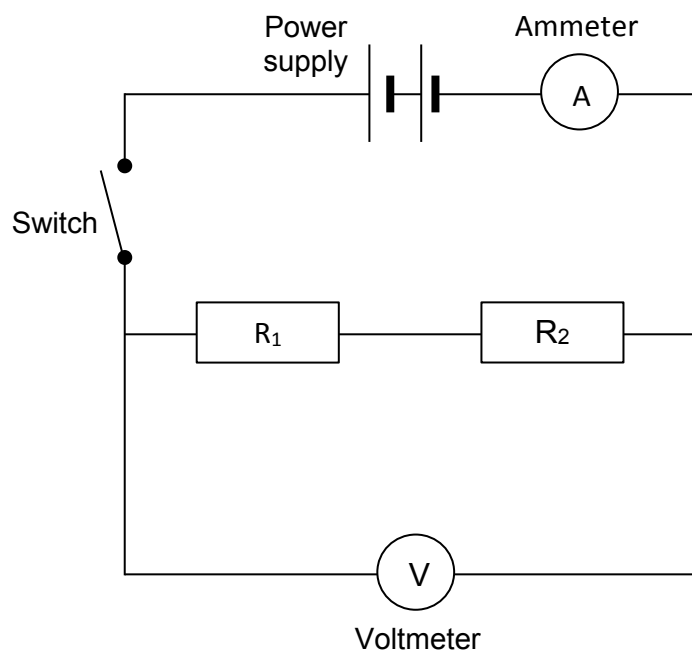 Power
supply
Ammeter
A
Switch
R₁
R₂
V
Voltmeter